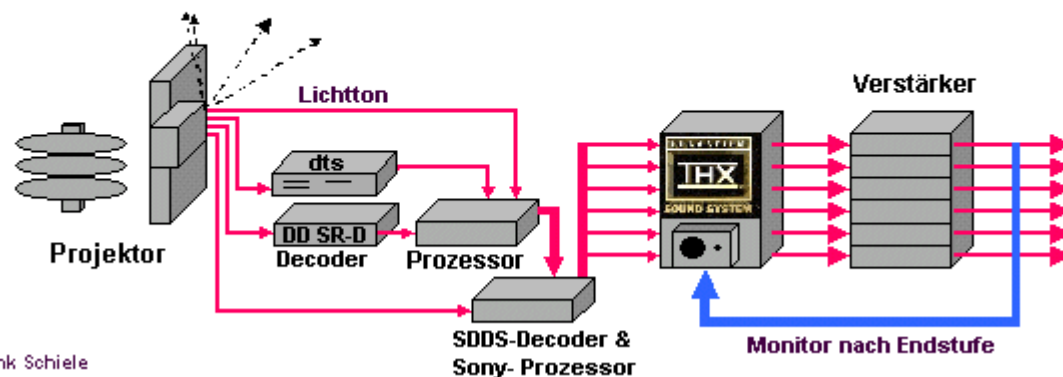 Lichtton
Verstärker
dts
THX
SOUND SYSTEM
DD SR-D
Decoder
Prozessor
Projektor
SDDS-Decoder &
Sony- Prozessor
Monitor nach Endstufe
nk Schiele